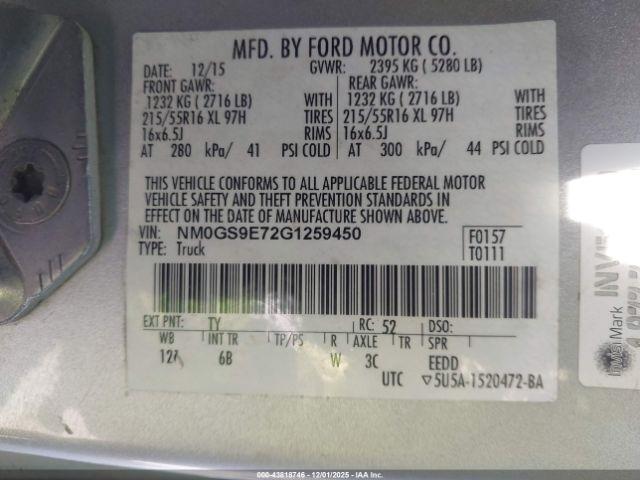 MFD. BY FORD MOTOR CO.
DATE: 12/15 GVWR: 2395 KG ( 5280 LB)
FRONT GAWR: REAR GAWR:
1232 KG ( 2716 LB) WITH 1232 KG ( 2716 LB) WITH
215/55R16 XL 97H TIRES 215/55R16 XL 97H TIRES
16x6.5J RIMS 16x6.5J RIMS
AT 280 kPa/ 41 PSI COLD AT 300 kPa/ 44 PSI COLD
THIS VEHICLE CONFORMS TO ALL APPLICABLE FEDERAL MOTOR
VEHICLE SAFETY AND THEFT PREVENTION STANDARDS IN
EFFECT ON THE DATE OF MANUFACTURE SHOWN ABOVE.
VIN: NM0GS9E72G1259450 F0157
TYPE: Truck T0111
EXT PNT: TY RC: 52 DSO:
WB INT TR TP/PS R AXLE TR SPR
121 6B W 3C EEDD
UTC ▽5U5A-1520472-BA
InvisiMark
000-43818746 - 12/01/2025 - COPART